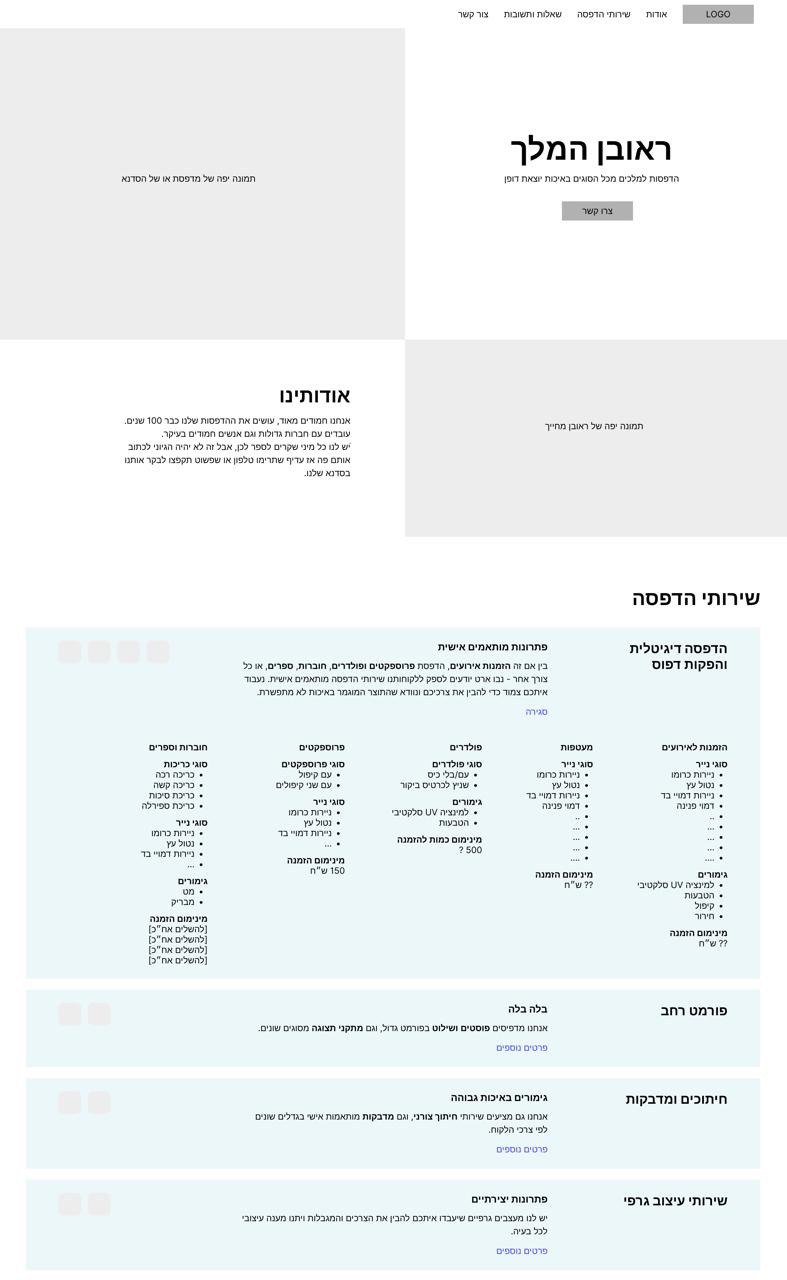 LOGO
אודות
שירותי הדפסה
שאלות ותשובות
צור קשר
ראובן המלך
הדפסות למלכים מכל הסוגים באיכות יוצאת דופן
צרו קשר
תמונה יפה של מדפסת או של הסדנא
תמונה יפה של ראובן מחייך
אודותינו
אנחנו חמודים מאוד, עושים את ההדפסות שלנו כבר 100 שנים.
עובדים עם חברות גדולות וגם אנשים חמודים בעיקר.
יש לנו כל מיני שקרים לספר לכן, אבל זה לא יהיה הגיוני לכתוב
אותם פה אז עדיף שתרימו טלפון או שפשוט תקפצו לבקר אותנו
בסדנא שלנו.
שירותי הדפסה
הדפסה דיגיטלית
והפקות דפוס
פתרונות מותאמים אישית
בין אם זה הזמנות אירועים, הדפסת פרוספקטים ופולדרים, חוברות, ספרים, או כל
צורך אחר - נבו ארט יודעים לספק ללקוחותנו שירותי הדפסה מותאמים אישית. נעבוד
איתכם צמוד כדי להבין את צרכיכם ונוודא שהתוצר המוגמר באיכות לא מתפשרת.
סגירה
הזמנות לאירועים
סוגי נייר
• ניירות כרומו
• נטול עץ
• ניירות דמויי בד
• דמוי פנינה
• ..
• ...
• ...
• ...
• ....
גימורים
• למינציה UV סלקטיבי
• הטבעות
• קיפול
• חירור
מינימום הזמנה
?? ש״ח
מעטפות
סוגי נייר
• ניירות כרומו
• נטול עץ
• ניירות דמויי בד
• דמוי פנינה
• ..
• ...
• ...
• ...
• ....
מינימום הזמנה
?? ש״ח
פולדרים
סוגי פולדרים
• עם/בלי כיס
• שניץ לכרטיס ביקור
גימורים
• למינציה UV סלקטיבי
• הטבעות
מינימום כמות להזמנה
500 ?
פרוספקטים
סוגי פרוספקטים
• עם קיפול
• עם שני קיפולים
סוגי נייר
• ניירות כרומו
• נטול עץ
• ניירות דמויי בד
• ...
מינימום הזמנה
150 ש״ח
חוברות וספרים
סוגי כריכות
• כריכה רכה
• כריכה קשה
• כריכת סיכות
• כריכת ספירלה
סוגי נייר
• ניירות כרומו
• נטול עץ
• ניירות דמויי בד
• ...
גימורים
• מט
• מבריק
מינימום הזמנה
[להשלים אח״כ]
[להשלים אח״כ]
[להשלים אח״כ]
[להשלים אח״כ]
פורמט רחב
בלה בלה
אנחנו מדפיסים פוסטים ושילוט בפורמט גדול, וגם מתקני תצוגה מסוגים שונים.
פרטים נוספים
חיתוכים ומדבקות
גימורים באיכות גבוהה
אנחנו גם מציעים שירותי חיתוך צורני, וגם מדבקות מותאמות אישי בגדלים שונים
לפי צרכי הלקוח.
פרטים נוספים
שירותי עיצוב גרפי
פתרונות יצירתיים
יש לנו מעצבים גרפיים שיעבדו איתכם להבין את הצרכים והמגבלות ויתנו מענה עיצובי
לכל בעיה.
פרטים נוספים